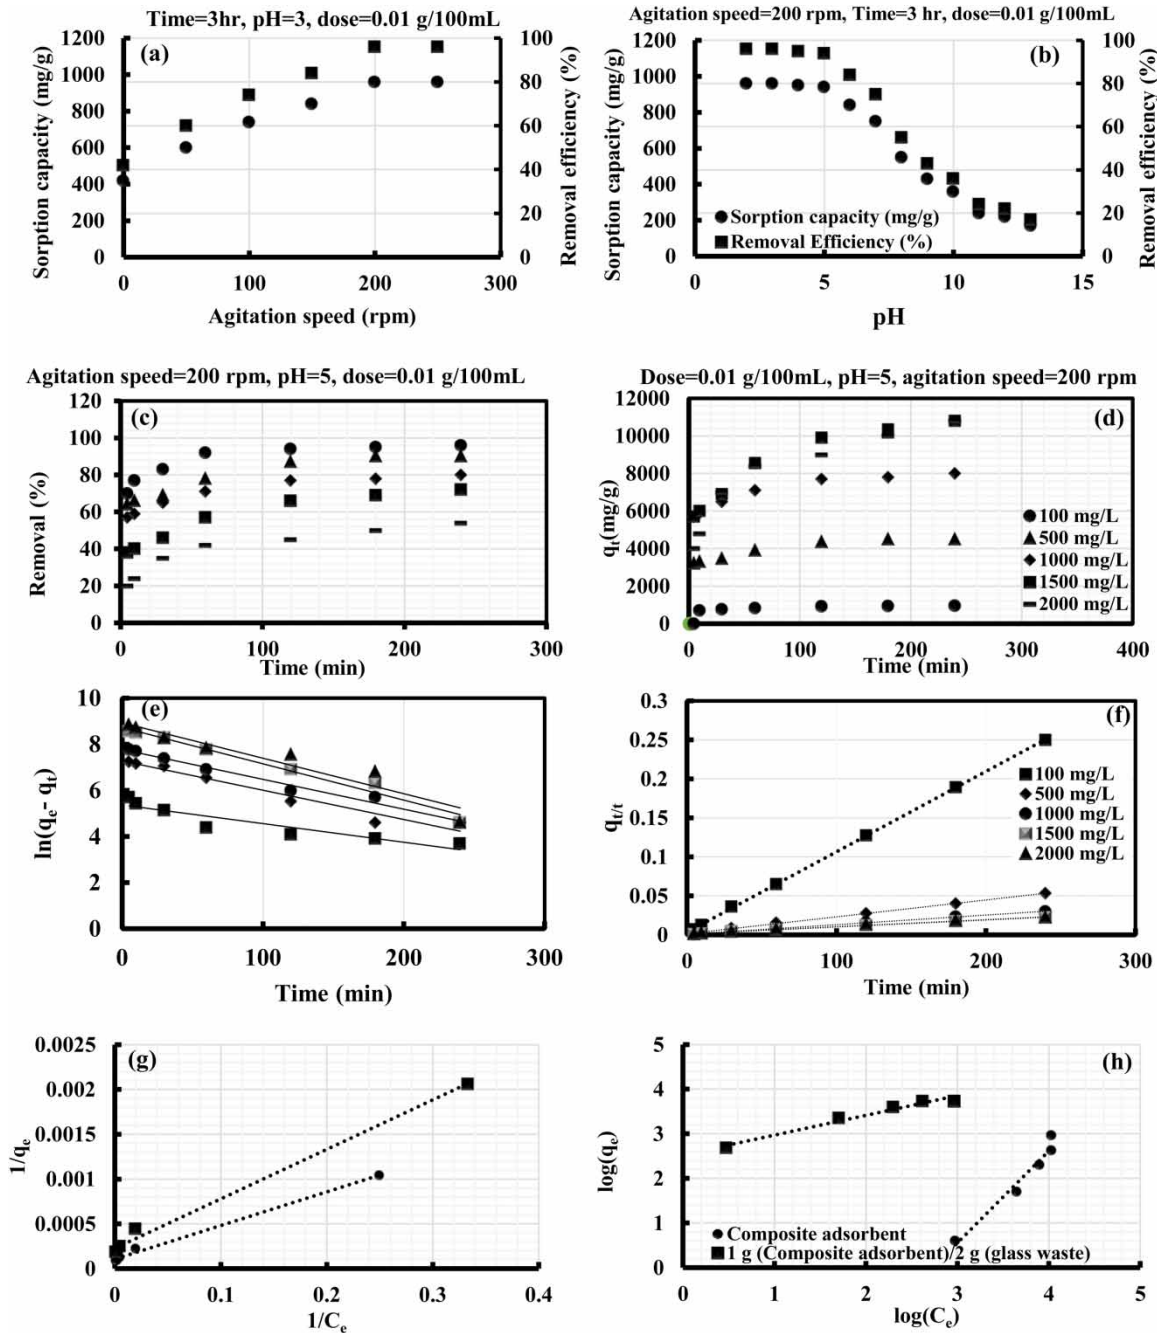 Time=3hr, pH=3, dose=0.01 g/100mL
(a)
Sorption capacity (mg/g)
1200
1000
800
600
400
200
0
100
80
60
40
20
0
Removal efficiency (%)
0 100 200 300
Agitation speed (rpm)
Agitation speed=200 rpm, Time=3 hr, dose=0.01 g/100mL
(b)
Sorption capacity (mg/g)
1200
1000
800
600
400
200
0
100
80
60
40
20
0
Removal efficiency (%)
Sorption capacity (mg/g)
Removal Efficiency (%)
0 5 10 15
pH
Agitation speed=200 rpm, pH=5, dose=0.01 g/100mL
(c)
Removal (%)
120
100
80
60
40
20
0
0 100 200 300
Time (min)
Dose=0.01 g/100mL, pH=5, agitation speed=200 rpm
(d)
qt(mg/g)
12000
10000
8000
6000
4000
2000
0
100 mg/L
500 mg/L
1000 mg/L
1500 mg/L
2000 mg/L
0 100 200 300 400
Time (min)
(e)
ln(qe- qt)
10
8
6
4
2
0
0 100 200 300
Time (min)
(f)
qt/t
0.3
0.25
0.2
0.15
0.1
0.05
0
100 mg/L
500 mg/L
1000 mg/L
1500 mg/L
2000 mg/L
0 100 200 300
Time (min)
(g)
1/qe
0.0025
0.002
0.0015
0.001
0.0005
0
0 0.1 0.2 0.3 0.4
1/Ce
(h)
log(qe)
5
4
3
2
1
0
Composite adsorbent
1 g (Composite adsorbent)/2 g (glass waste)
0 1 2 3 4 5
log(Ce)